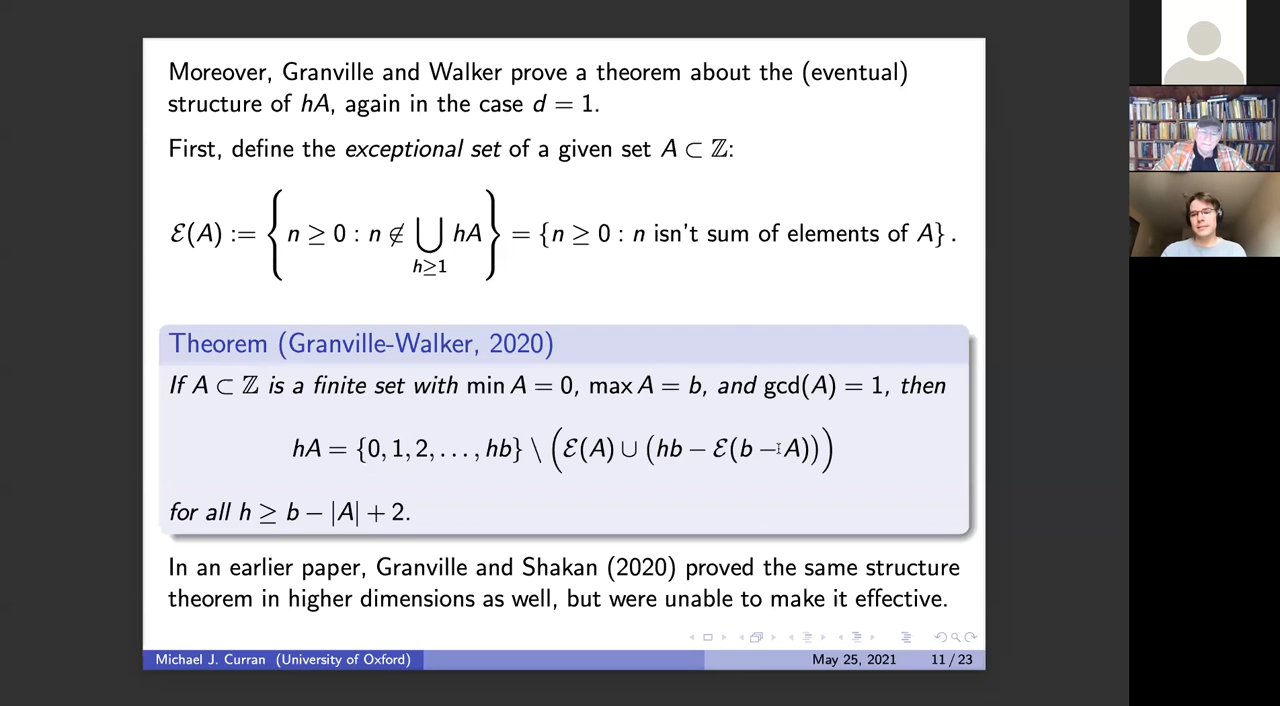 Moreover, Granville and Walker prove a theorem about the (eventual)
structure of hA, again in the case d = 1.
First, define the exceptional set of a given set A ⊂ ℤ:
ℰ(A) := { n ≥ 0 : n ∉ ⋃_{h≥1} hA } = {n ≥ 0 : n isn't sum of elements of A} .
Theorem (Granville-Walker, 2020)
If A ⊂ ℤ is a finite set with min A = 0, max A = b, and gcd(A) = 1, then
hA = {0, 1, 2, . . . , hb} \ (ℰ(A) ∪ (hb − ℰ(b − A)))
for all h ≥ b − |A| + 2.
In an earlier paper, Granville and Shakan (2020) proved the same structure
theorem in higher dimensions as well, but were unable to make it effective.
Michael J. Curran (University of Oxford) May 25, 2021 11 / 23